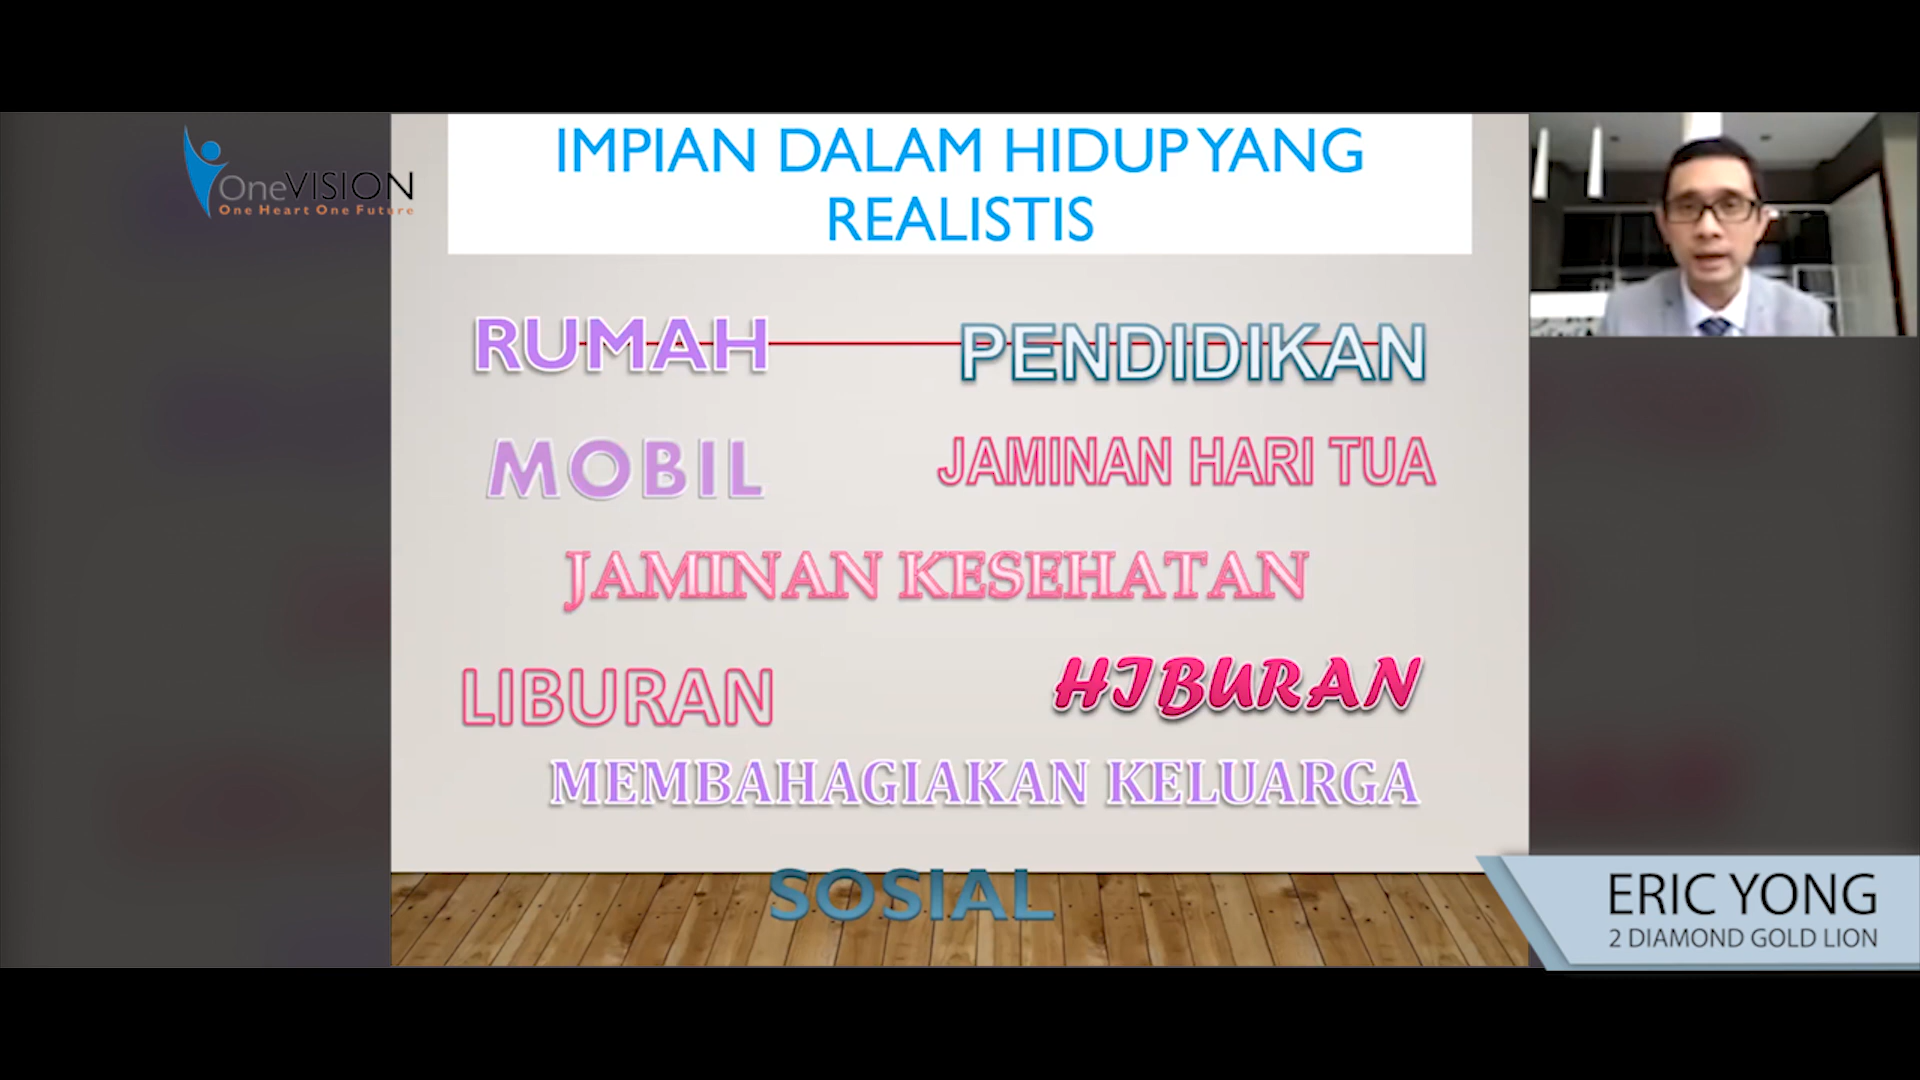 OneVISION
One Heart One Future
IMPIAN DALAM HIDUP YANG
REALISTIS
RUMAH
PENDIDIKAN
MOBIL
JAMINAN HARI TUA
JAMINAN KESEHATAN
LIBURAN
HIBURAN
MEMBAHAGIAKAN KELUARGA
SOSIAL
ERIC YONG
2 DIAMOND GOLD LION